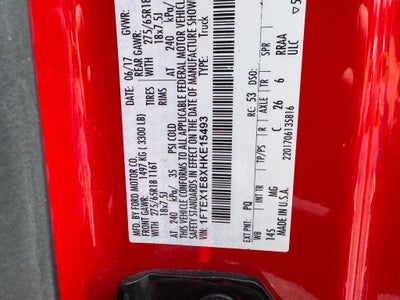 MFD. BY FORD MOTOR CO.
06/17
GVWR:
FRONT GAWR:
REAR GAWR:
1497 KG ( 3300 LB)
275/65R18 116T
TIRES
275/65R18
18x7.5J
RIMS
18x7.5J
AT 240 kPa/ 35 PSI COLD
AT 240 kPa/
THIS VEHICLE CONFORMS TO ALL APPLICABLE FEDERAL MOTOR VEHICLE
SAFETY STANDARDS IN EFFECT ON THE DATE OF MANUFACTURE SHOWN
VIN: 1FTEX1E8XHKE15493
Truck
EXT PNT: PQ
RC: 53 DSO:
WB INT TR TP/PS R AXLE TR SPR
145 MG C 26 6 RRAA
MADE IN U.S.A.
2201706135816
ULC